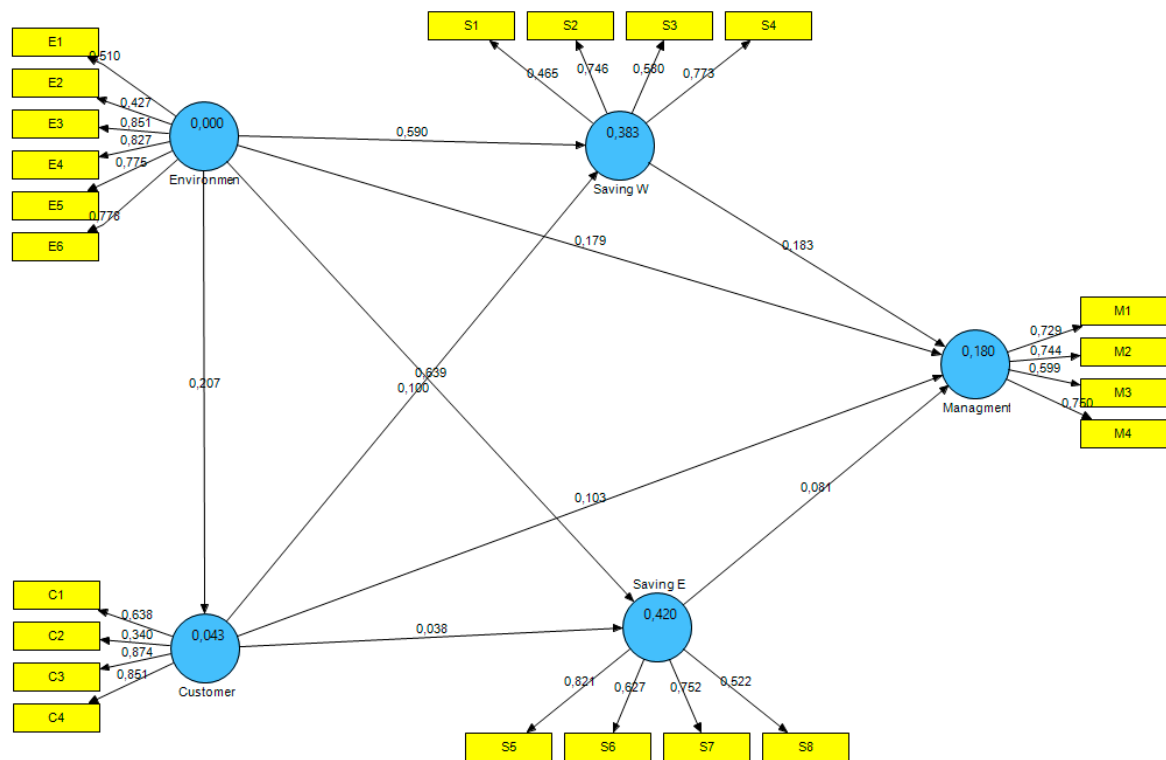 S1
S2
S3
S4
E1
0,510
E2
0,427
E3
0,851
E4
0,827
E5
0,775
E6
0,778
0,000
Environmen
0,465
0,746
0,580
0,773
0,383
Saving W
0,590
0,179
0,183
0,207
0,639
0,100
0,103
0,081
0,038
0,180
Managment
M1
0,729
M2
0,744
M3
0,599
M4
0,750
C1
0,638
C2
0,340
C3
0,874
C4
0,851
0,043
Customer
Saving E
0,420
0,821
0,627
0,752
0,522
S5
S6
S7
S8